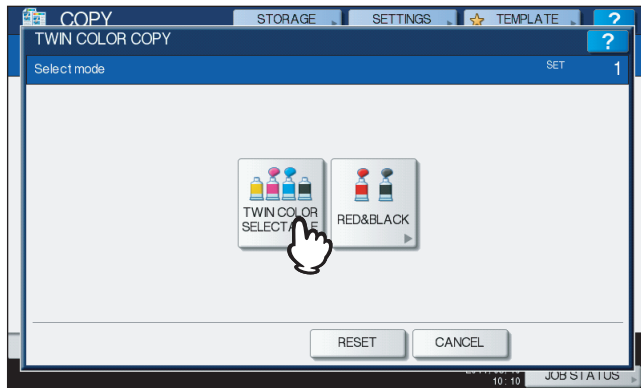 COPY STORAGE SETTINGS TEMPLATE ?
TWIN COLOR COPY ?
Select mode SET 1
TWIN COLOR RED&BLACK
RESET CANCEL
JOB STATUS
10:10